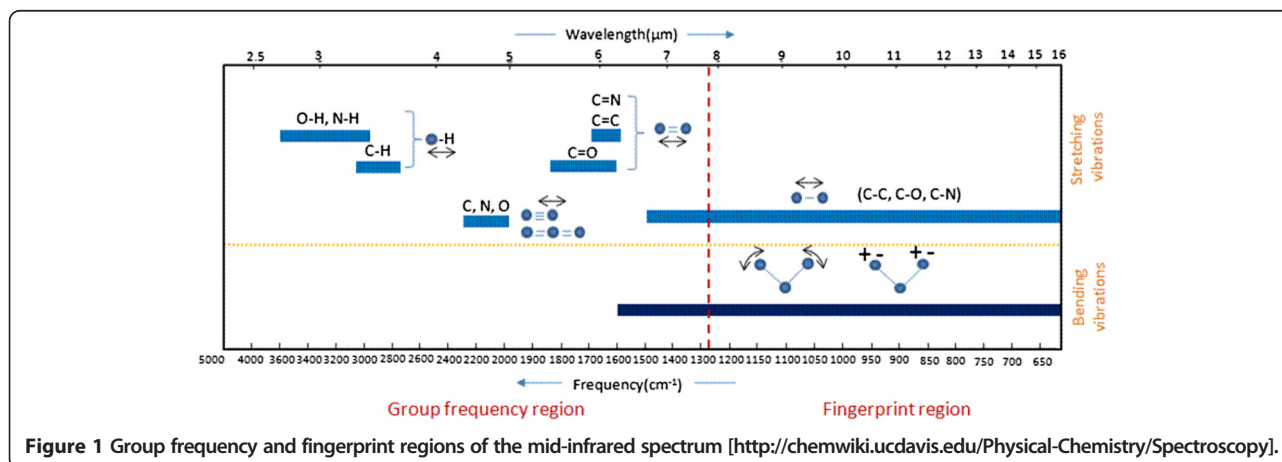 Wavelength(μm)
2.5 3 4 5 6 7 8 9 10 11 12 13 14 15 16
O-H, N-H
C-H
-H
C=N
C=C
C=O
C, N, O
(C-C, C-O, C-N)
+ - + -
Stretching
vibrations
Bending
vibrations
5000 4000 3600 3400 3000 2800 2600 2400 2200 2000 1900 1800 1700 1600 1500 1400 1300 1200 1100 1050 1000 950 900 850 800 750 700 650
Frequency(cm⁻¹)
Group frequency region
Fingerprint region
Figure 1 Group frequency and fingerprint regions of the mid-infrared spectrum [http://chemwiki.ucdavis.edu/Physical-Chemistry/Spectroscopy].